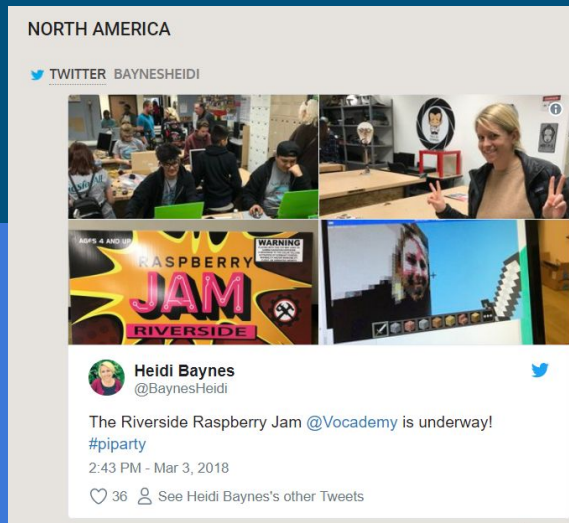 NORTH AMERICA
TWITTER BAYNESHEIDI
AGES 4 AND UP
WARNING
RASPBERRY
JAM
RIVERSIDE
Heidi Baynes
@BaynesHeidi
The Riverside Raspberry Jam @Vocademy is underway!
#piparty
2:43 PM - Mar 3, 2018
36 See Heidi Baynes's other Tweets